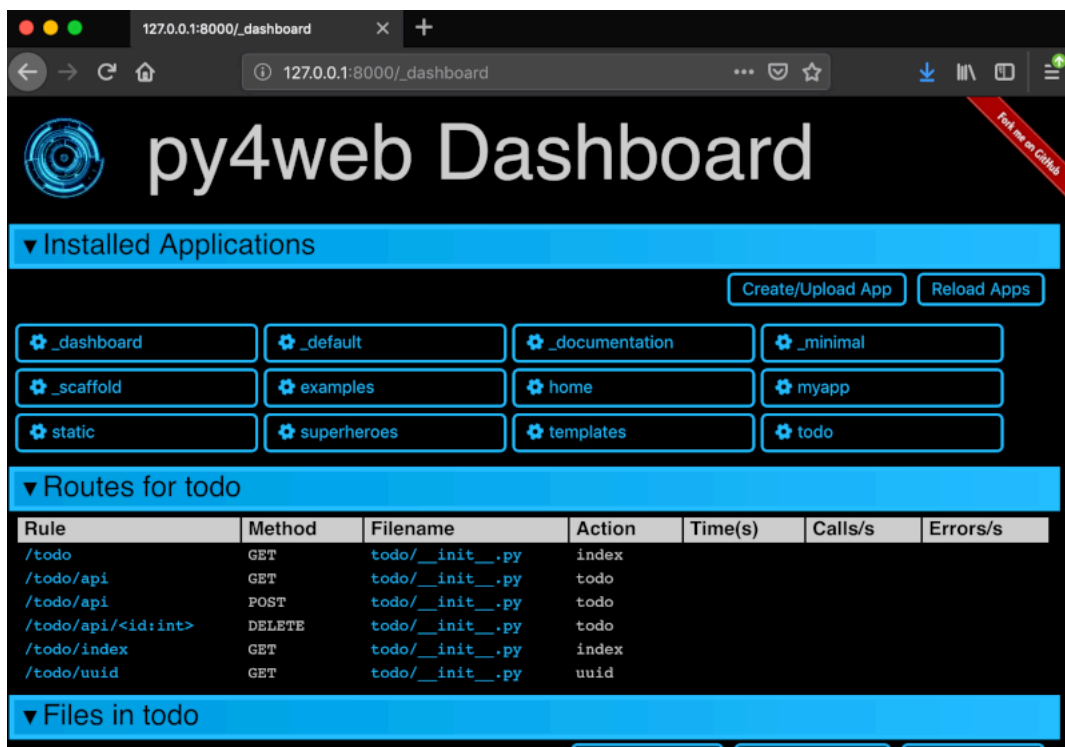 127.0.0.1:8000/_dashboard
127.0.0.1:8000/_dashboard
Fork me on GitHub
py4web Dashboard
▾ Installed Applications
Create/Upload App Reload Apps
_dashboard _default _documentation _minimal
_scaffold examples home myapp
static superheroes templates todo
▾ Routes for todo
Rule Method Filename Action Time(s) Calls/s Errors/s
/todo GET todo/__init__.py index
/todo/api GET todo/__init__.py todo
/todo/api POST todo/__init__.py todo
/todo/api/<id:int> DELETE todo/__init__.py todo
/todo/index GET todo/__init__.py index
/todo/uuid GET todo/__init__.py uuid
▾ Files in todo